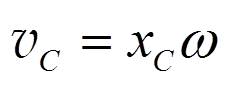 v_C = x_C ω